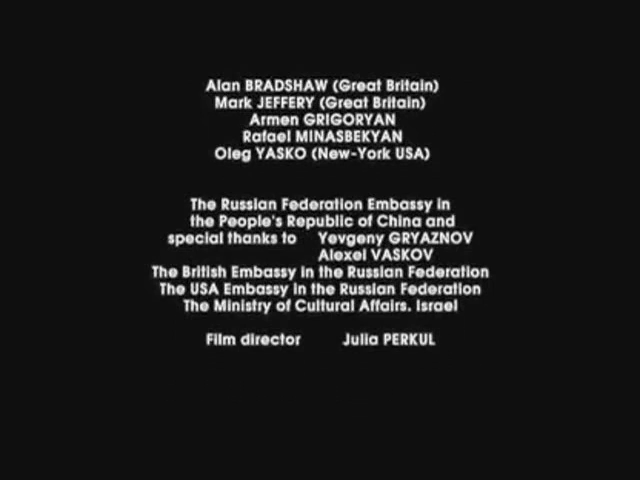 Alan BRADSHAW (Great Britain)
Mark JEFFERY (Great Britain)
Armen GRIGORYAN
Rafael MINASBEKYAN
Oleg YASKO (New-York USA)
The Russian Federation Embassy in
the People's Republic of China and
special thanks to Yevgeny GRYAZNOV
Alexei VASKOV
The British Embassy in the Russian Federation
The USA Embassy in the Russian Federation
The Ministry of Cultural Affairs. Israel
Film director Julia PERKUL